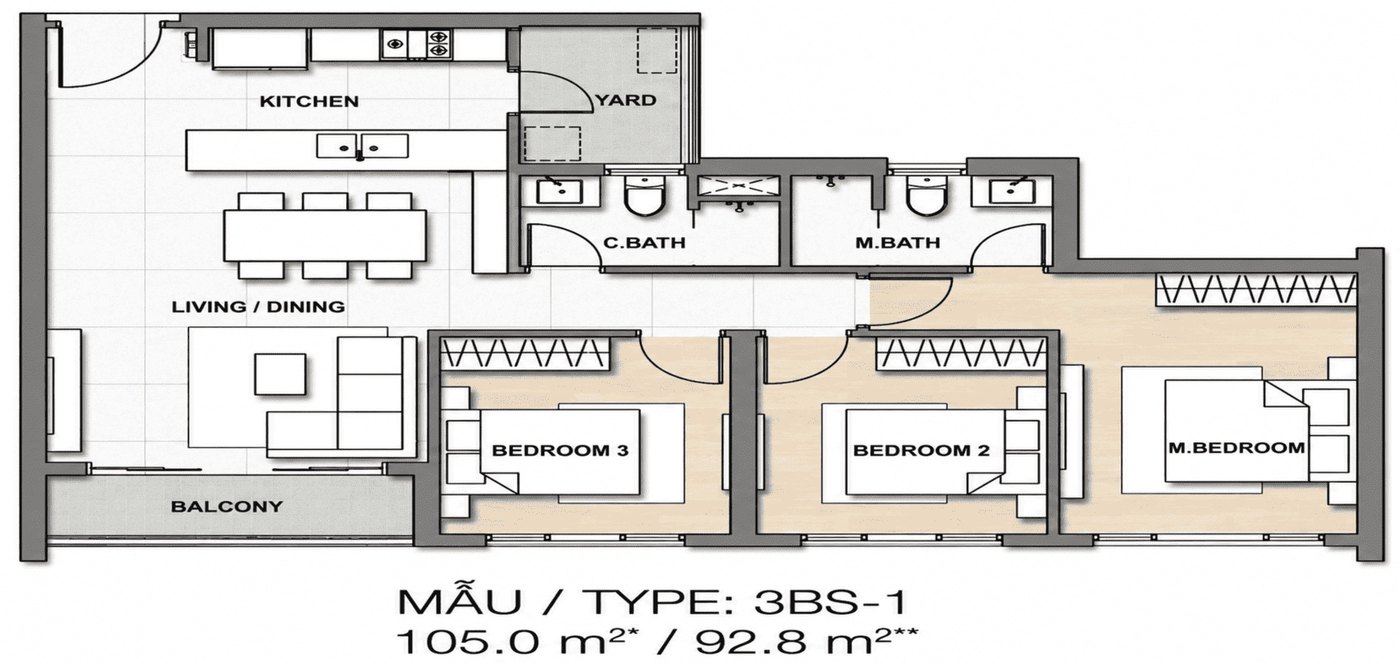 KITCHEN
YARD
C.BATH
M.BATH
LIVING / DINING
BEDROOM 3
BEDROOM 2
M.BEDROOM
BALCONY
MẪU / TYPE: 3BS-1
105.0 m²* / 92.8 m²**